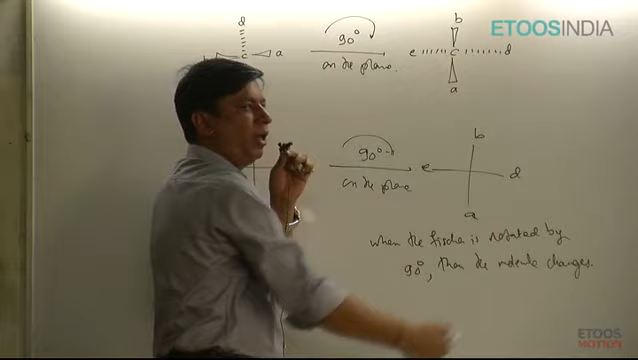 ETOOSINDIA
d
b
90°
c
a
e
c
d
on the plane.
a
b
90°
e
d
on the plane
a
when the fischer is rotated by
90°, then the molecule changes.
ETOOS
MOTION